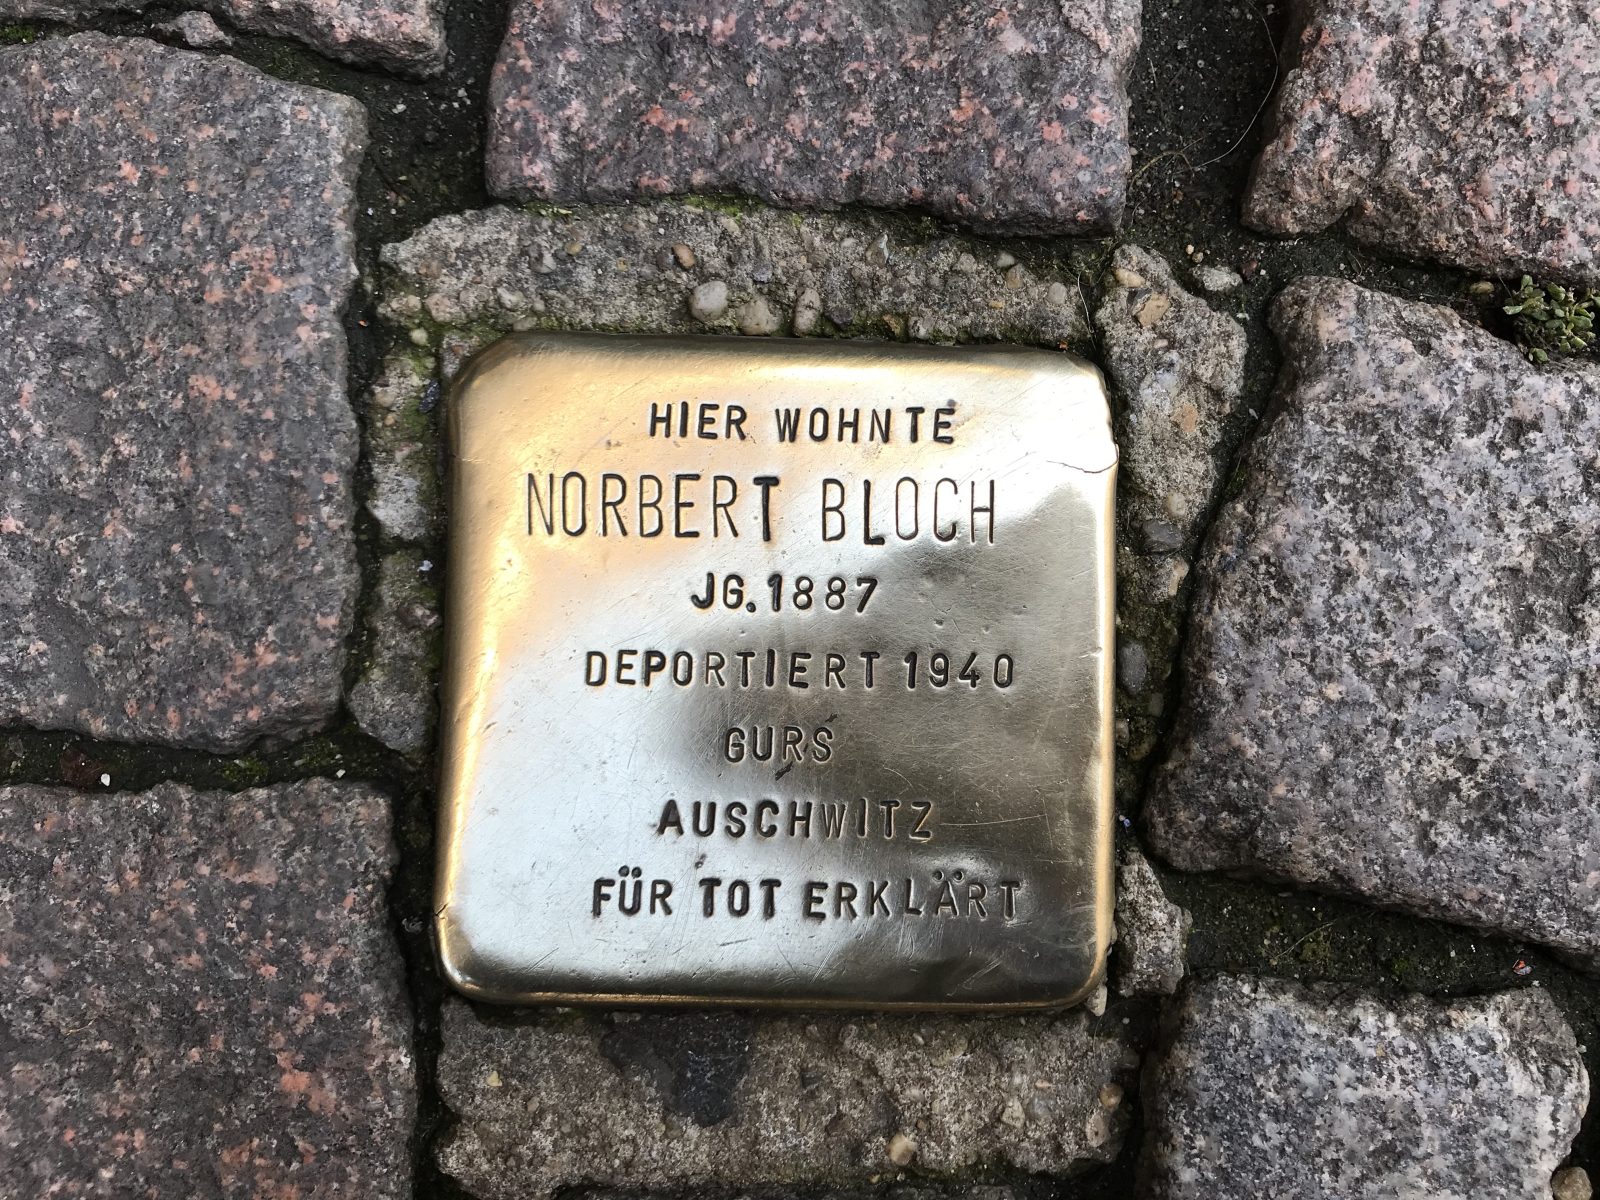 HIER WOHNTE
NORBERT BLOCH
JG. 1887
DEPORTIERT 1940
GURS
AUSCHWITZ
FÜR TOT ERKLÄRT